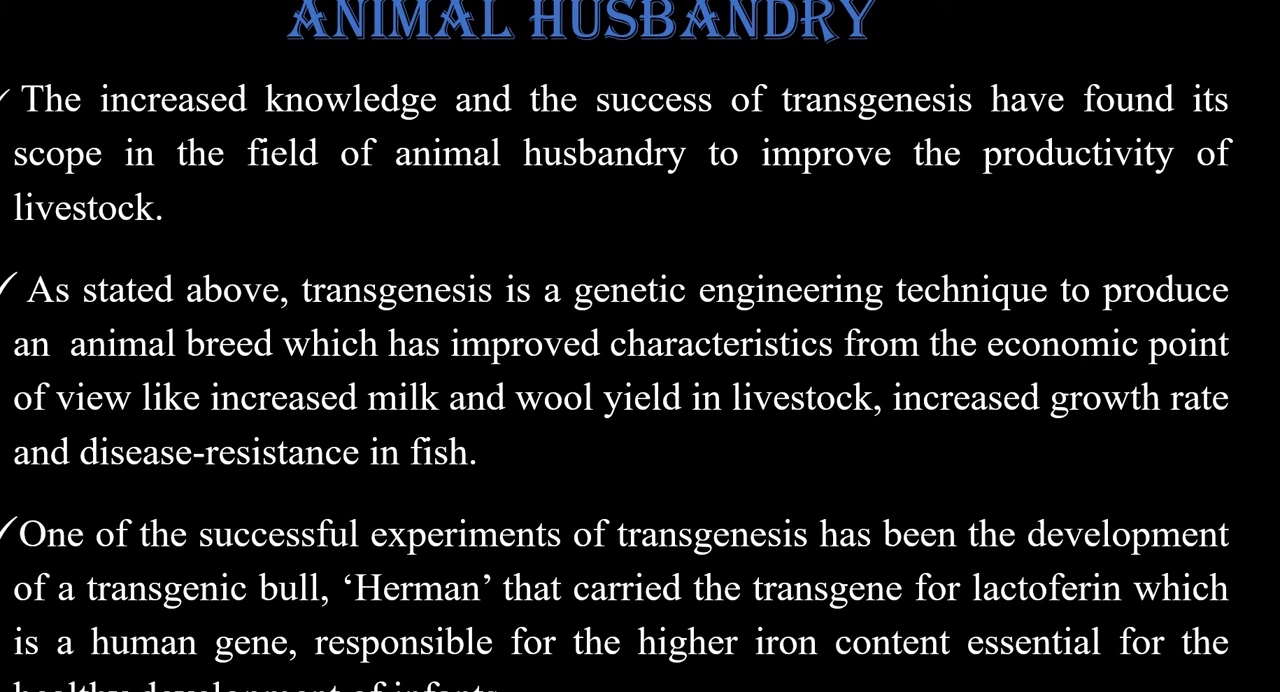 ANIMAL HUSBANDRY
✓ The increased knowledge and the success of transgenesis have found its
scope in the field of animal husbandry to improve the productivity of
livestock.
✓ As stated above, transgenesis is a genetic engineering technique to produce
an animal breed which has improved characteristics from the economic point
of view like increased milk and wool yield in livestock, increased growth rate
and disease-resistance in fish.
✓One of the successful experiments of transgenesis has been the development
of a transgenic bull, ‘Herman’ that carried the transgene for lactoferin which
is a human gene, responsible for the higher iron content essential for the
healthy development of infants.